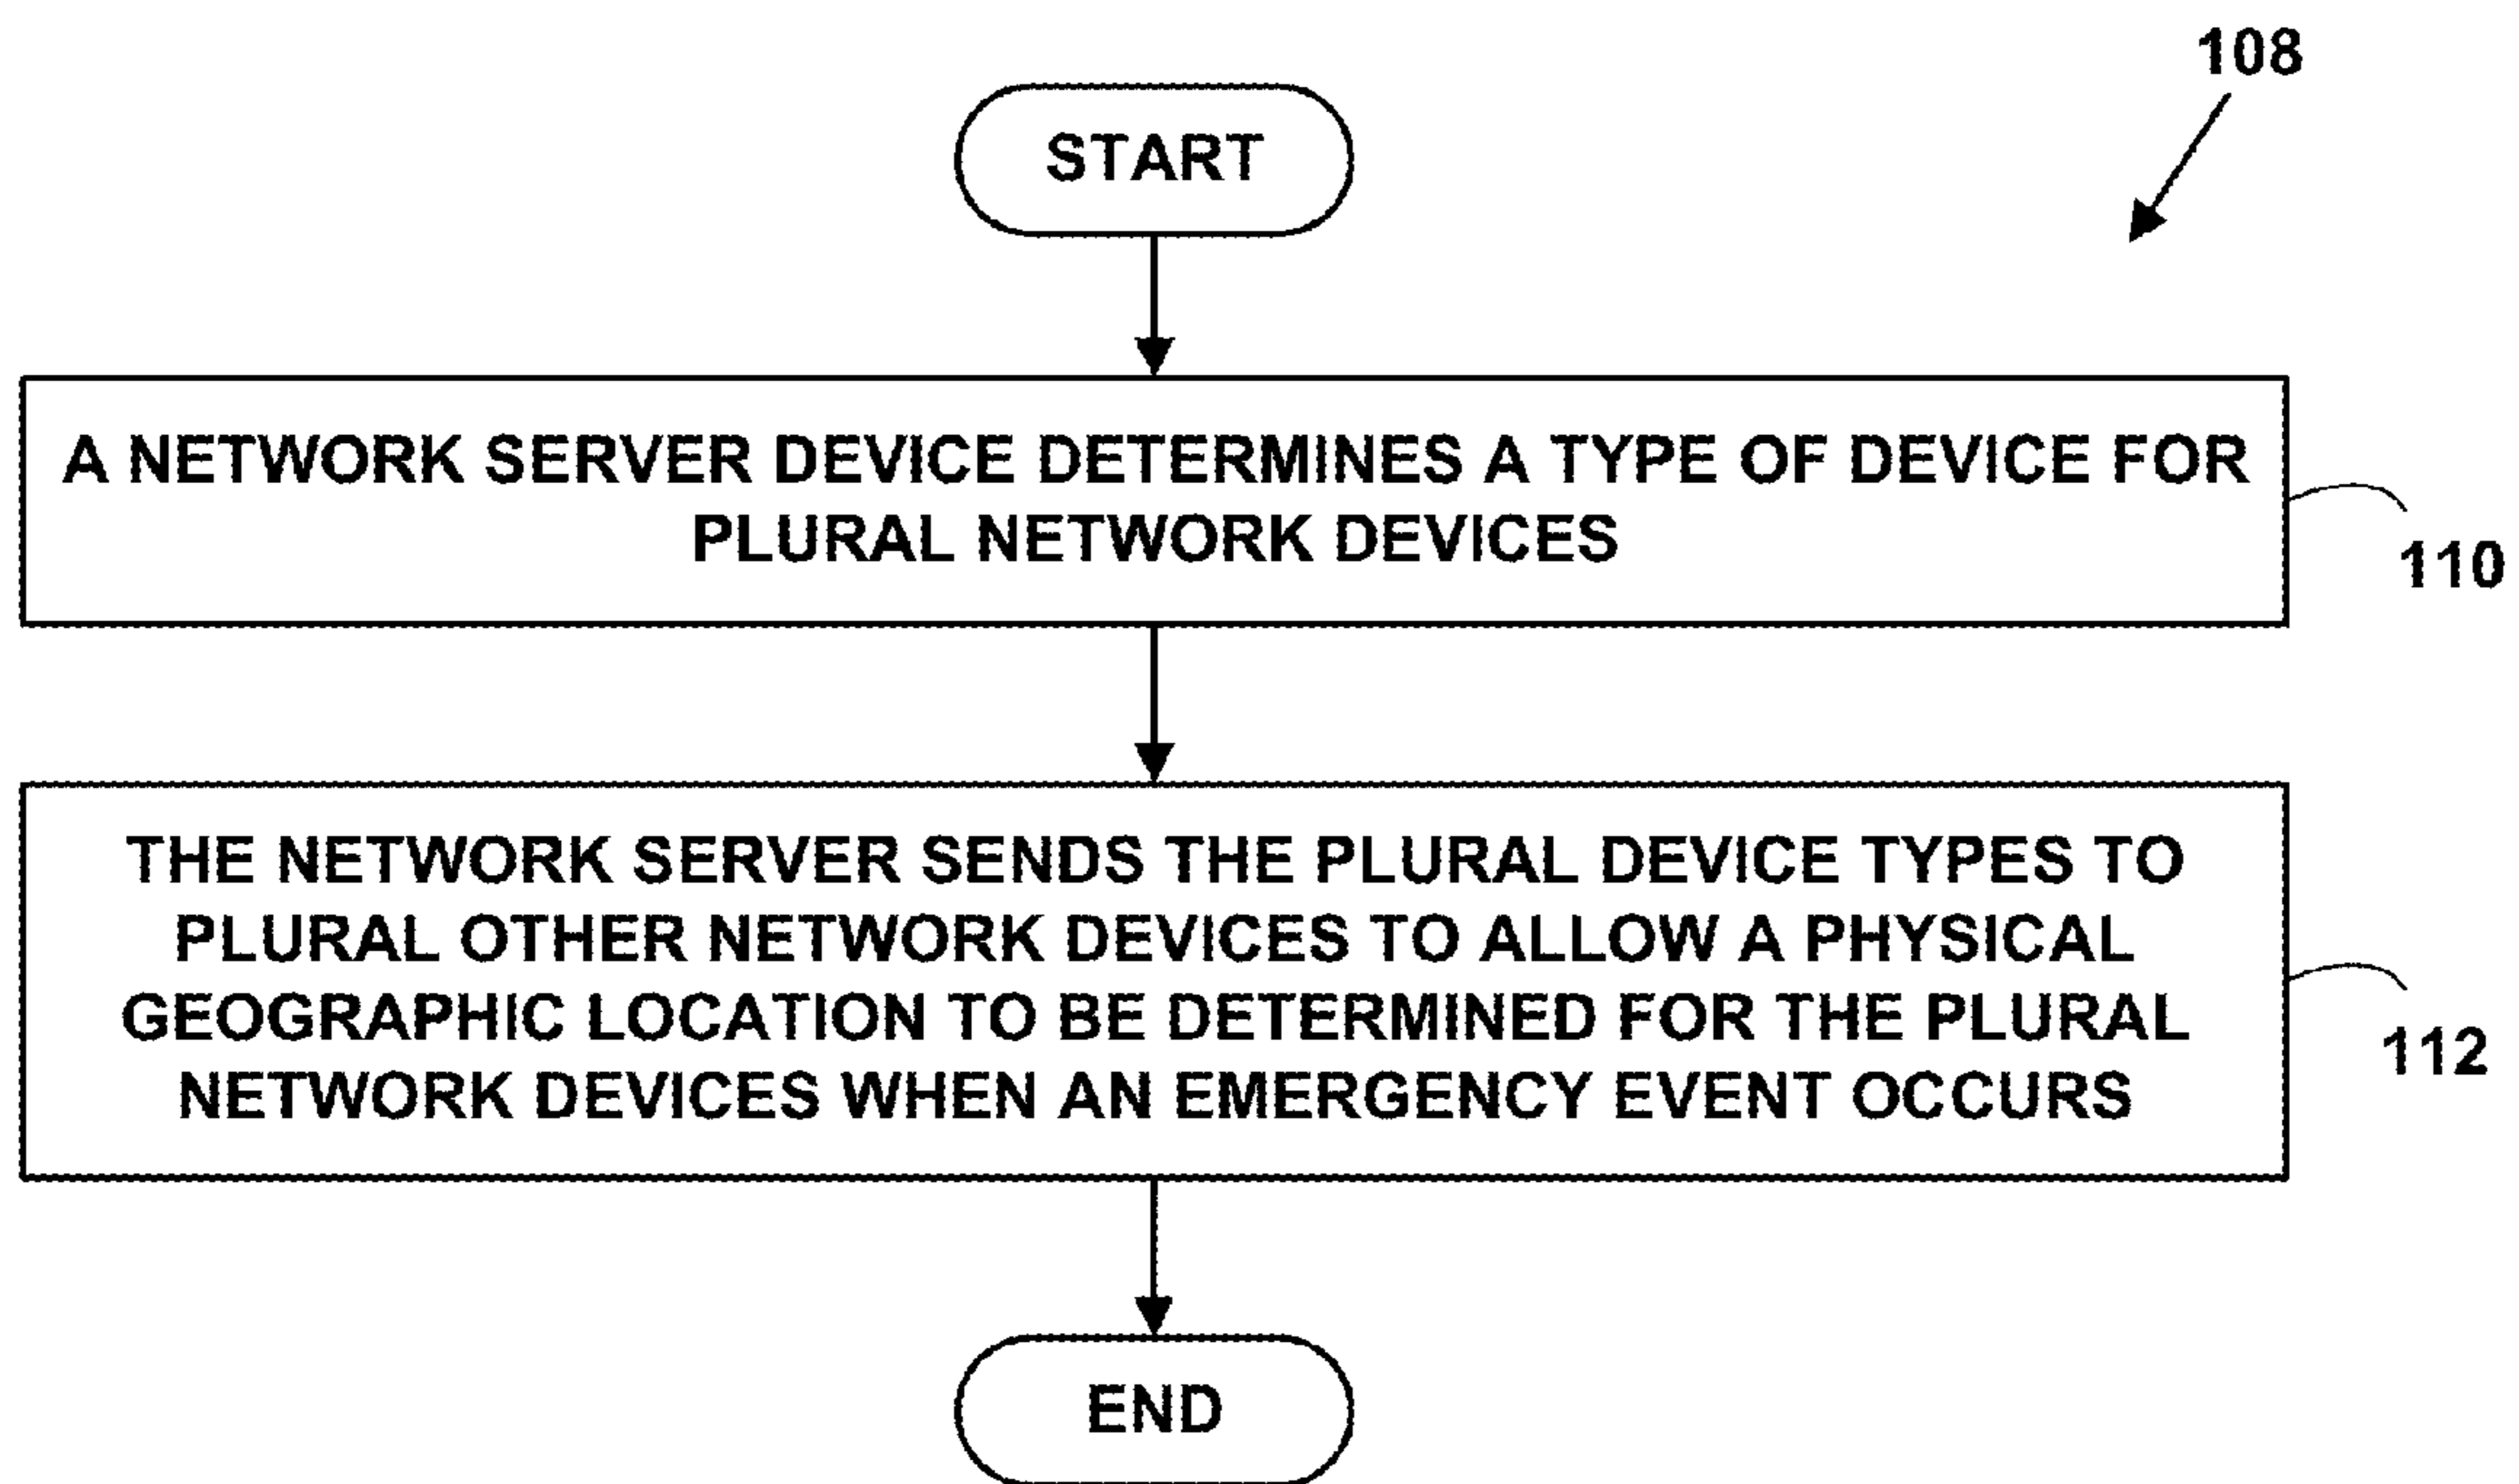 108
START
A NETWORK SERVER DEVICE DETERMINES A TYPE OF DEVICE FOR
PLURAL NETWORK DEVICES
110
THE NETWORK SERVER SENDS THE PLURAL DEVICE TYPES TO
PLURAL OTHER NETWORK DEVICES TO ALLOW A PHYSICAL
GEOGRAPHIC LOCATION TO BE DETERMINED FOR THE PLURAL
NETWORK DEVICES WHEN AN EMERGENCY EVENT OCCURS
112
END